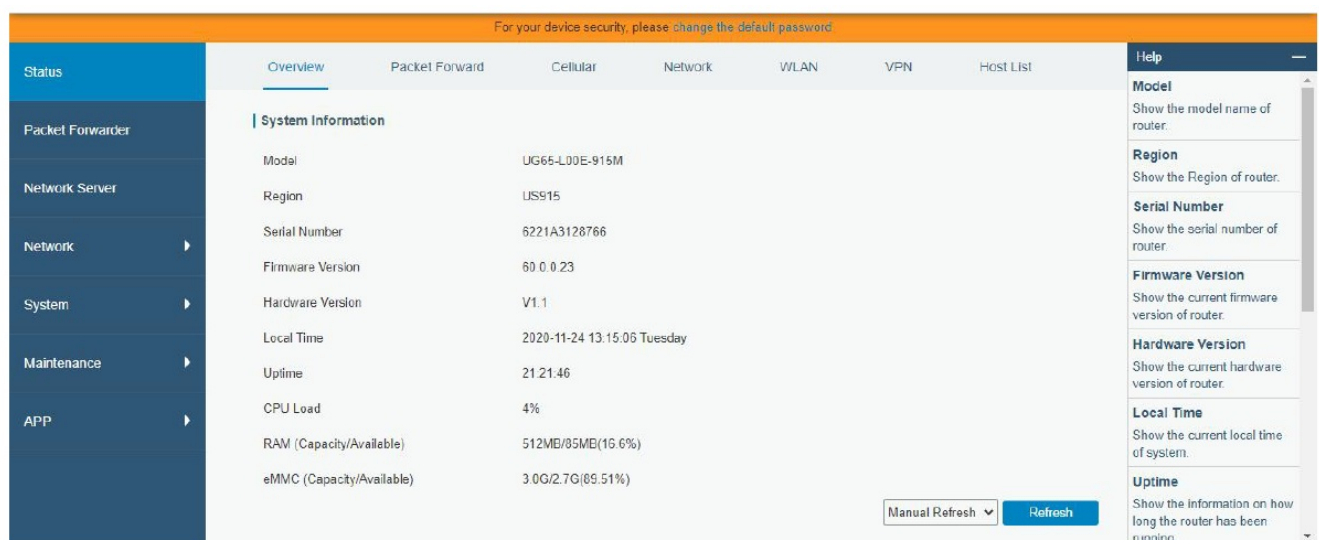 For your device security, please change the default password
Status
Packet Forwarder
Network Server
Network
System
Maintenance
APP
Overview Packet Forward Cellular Network WLAN VPN Host List
System Information
Model UG65-L00E-915M
Region US915
Serial Number 6221A3128766
Firmware Version 60.0.0.23
Hardware Version V1.1
Local Time 2020-11-24 13:15:06 Tuesday
Uptime 21:21:46
CPU Load 4%
RAM (Capacity/Available) 512MB/85MB(16.6%)
eMMC (Capacity/Available) 3.0G/2.7G(89.51%)
Manual Refresh Refresh
Help
Model
Show the model name of
router.
Region
Show the Region of router.
Serial Number
Show the serial number of
router.
Firmware Version
Show the current firmware
version of router.
Hardware Version
Show the current hardware
version of router.
Local Time
Show the current local time
of system.
Uptime
Show the information on how
long the router has been
running.